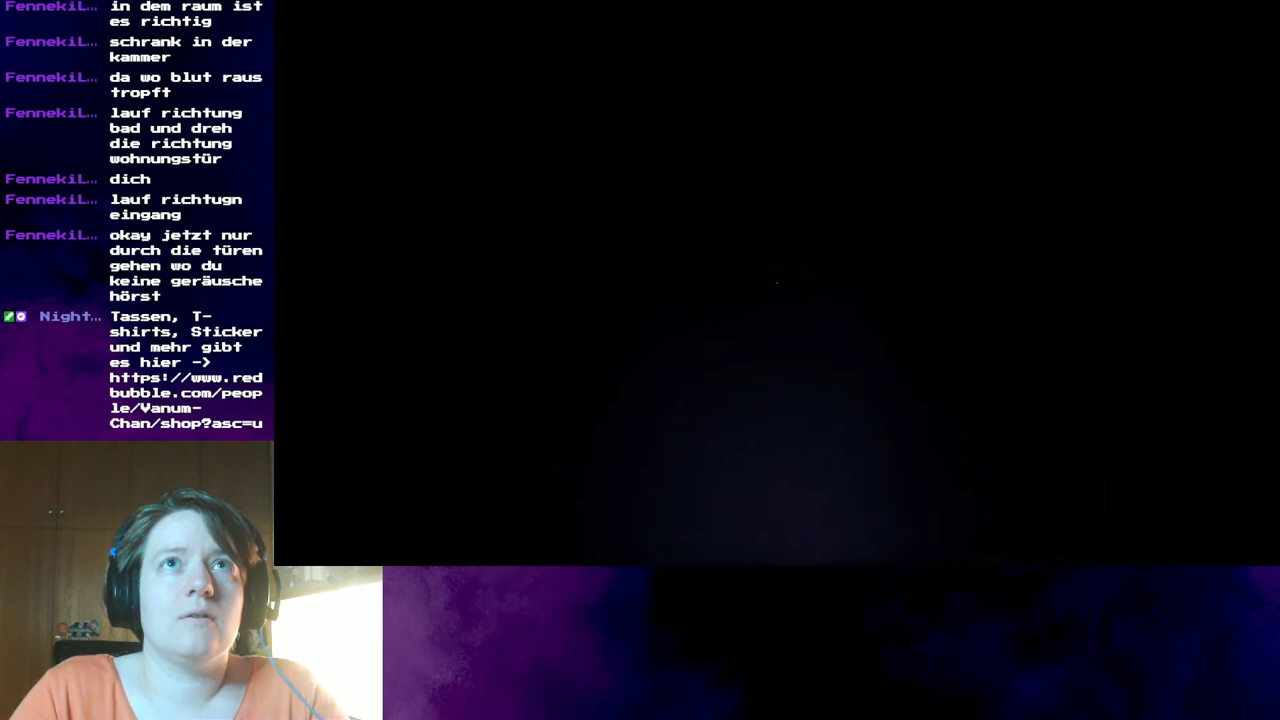 FennekiL… in dem raum ist
es richtig
FennekiL… schrank in der
kammer
FennekiL… da wo blut raus
tropft
FennekiL… lauf richtung
bad und dreh
die richtung
wohnungstür
FennekiL… dich
FennekiL… lauf richtugn
eingang
FennekiL… okay jetzt nur
durch die türen
gehen wo du
keine geräusche
hörst
Night… Tassen, T-
shirts, Sticker
und mehr gibt
es hier ->
https://www.red
bubble.com/peop
le/Vanum-
Chan/shop?asc=u